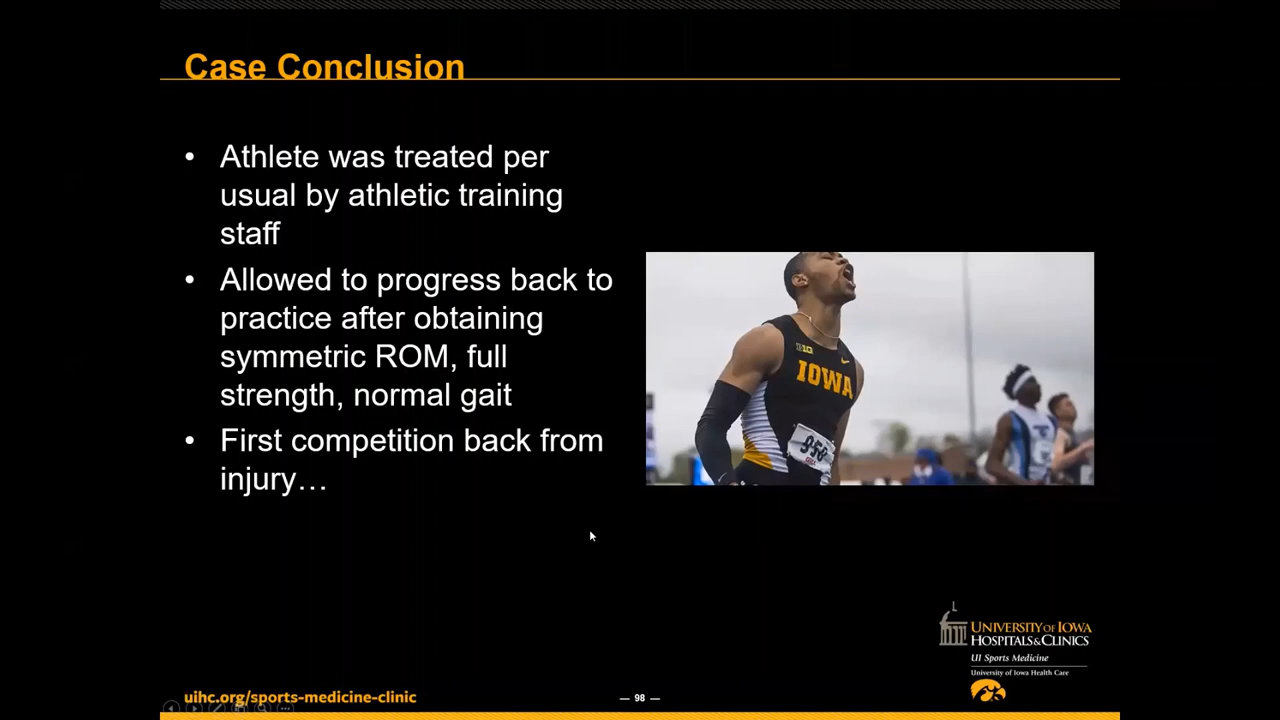 Case Conclusion
• Athlete was treated per
usual by athletic training
staff
• Allowed to progress back to
practice after obtaining
symmetric ROM, full
strength, normal gait
• First competition back from
injury…
B1G
IOWA
958
UNIVERSITY OF IOWA
HOSPITALS & CLINICS
UI Sports Medicine
University of Iowa Health Care
uihc.org/sports-medicine-clinic
— 98 —